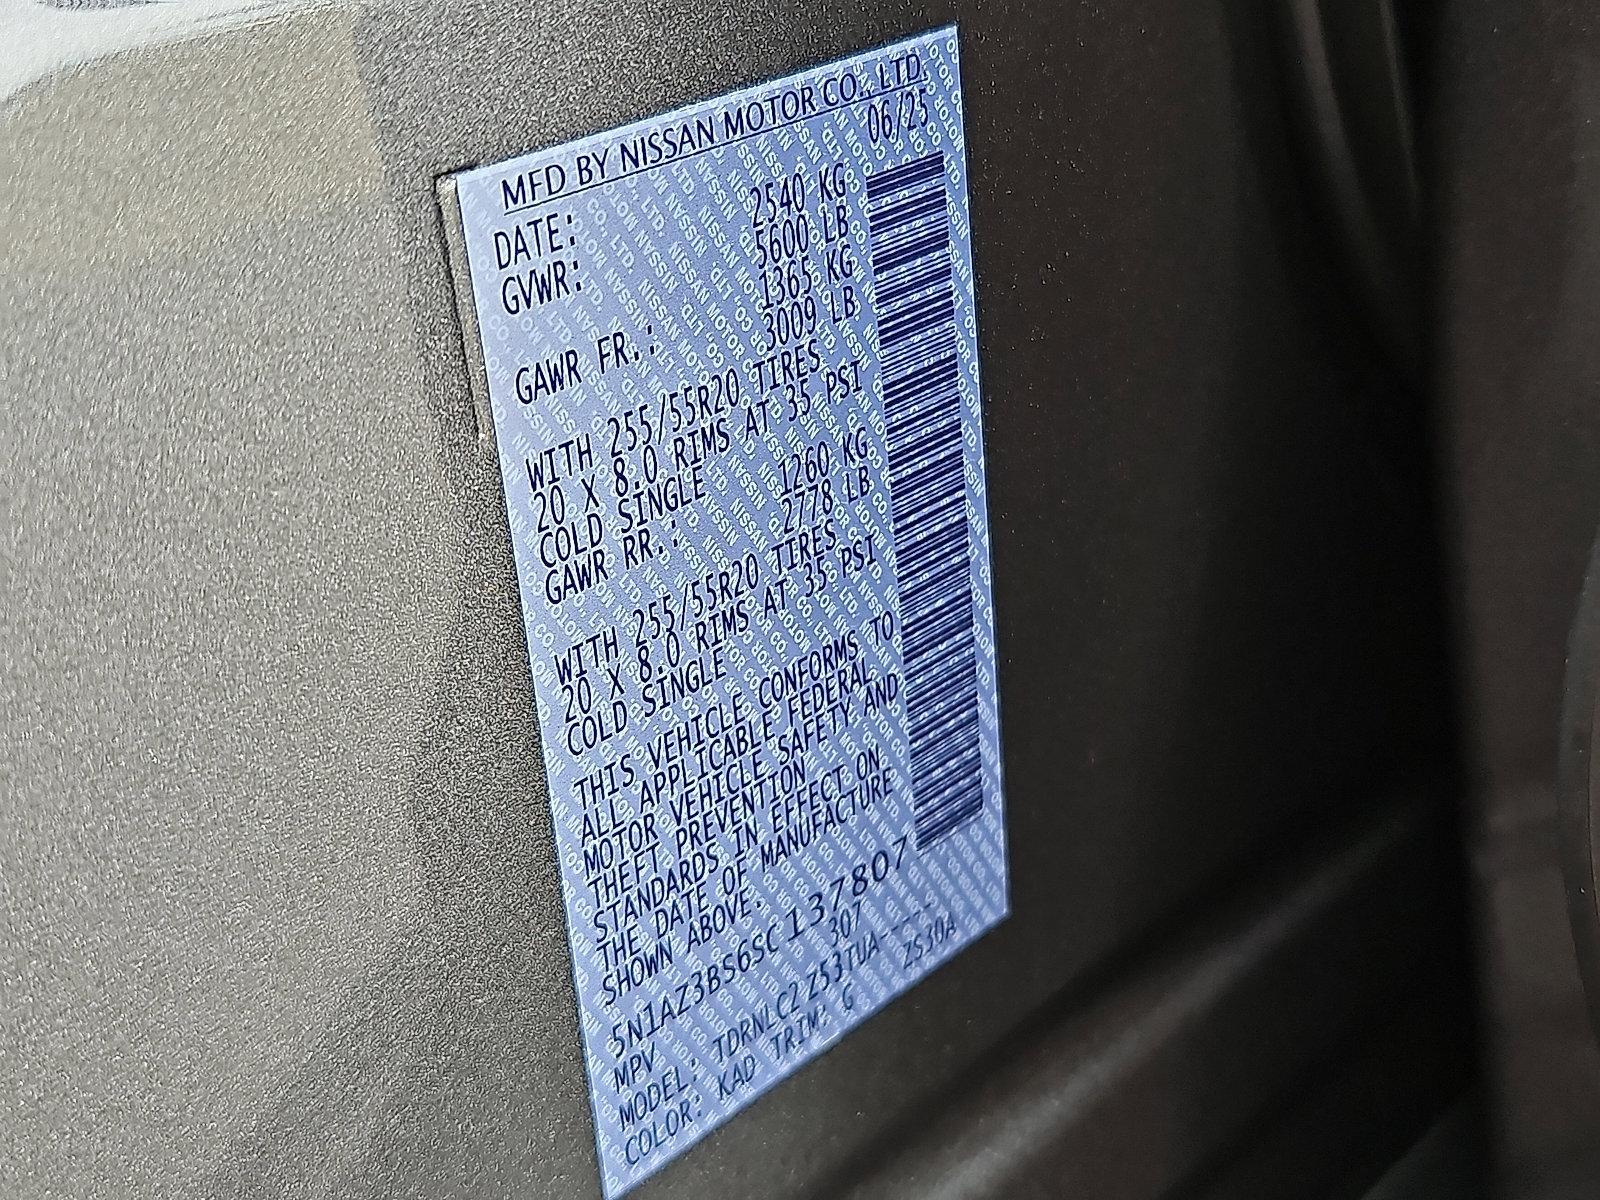 MFD BY NISSAN MOTOR CO., LTD.
DATE: 06/25
GVWR: 2540 KG
5600 LB
GAWR FR.: 1365 KG
3009 LB
WITH 255/55R20 TIRES
20 X 8.0 RIMS AT 35 PSI
COLD SINGLE
GAWR RR.: 1260 KG
2778 LB
WITH 255/55R20 TIRES
20 X 8.0 RIMS AT 35 PSI
COLD SINGLE
THIS VEHICLE CONFORMS TO
ALL APPLICABLE FEDERAL
MOTOR VEHICLE SAFETY AND
THEFT PREVENTION
STANDARDS IN EFFECT ON
THE DATE OF MANUFACTURE
SHOWN ABOVE.
5N1AZ3BS6SC137807
MPV 307
MODEL: TDRNLC2Z53TUA-----
COLOR: KAD TRIM: G ZS30A